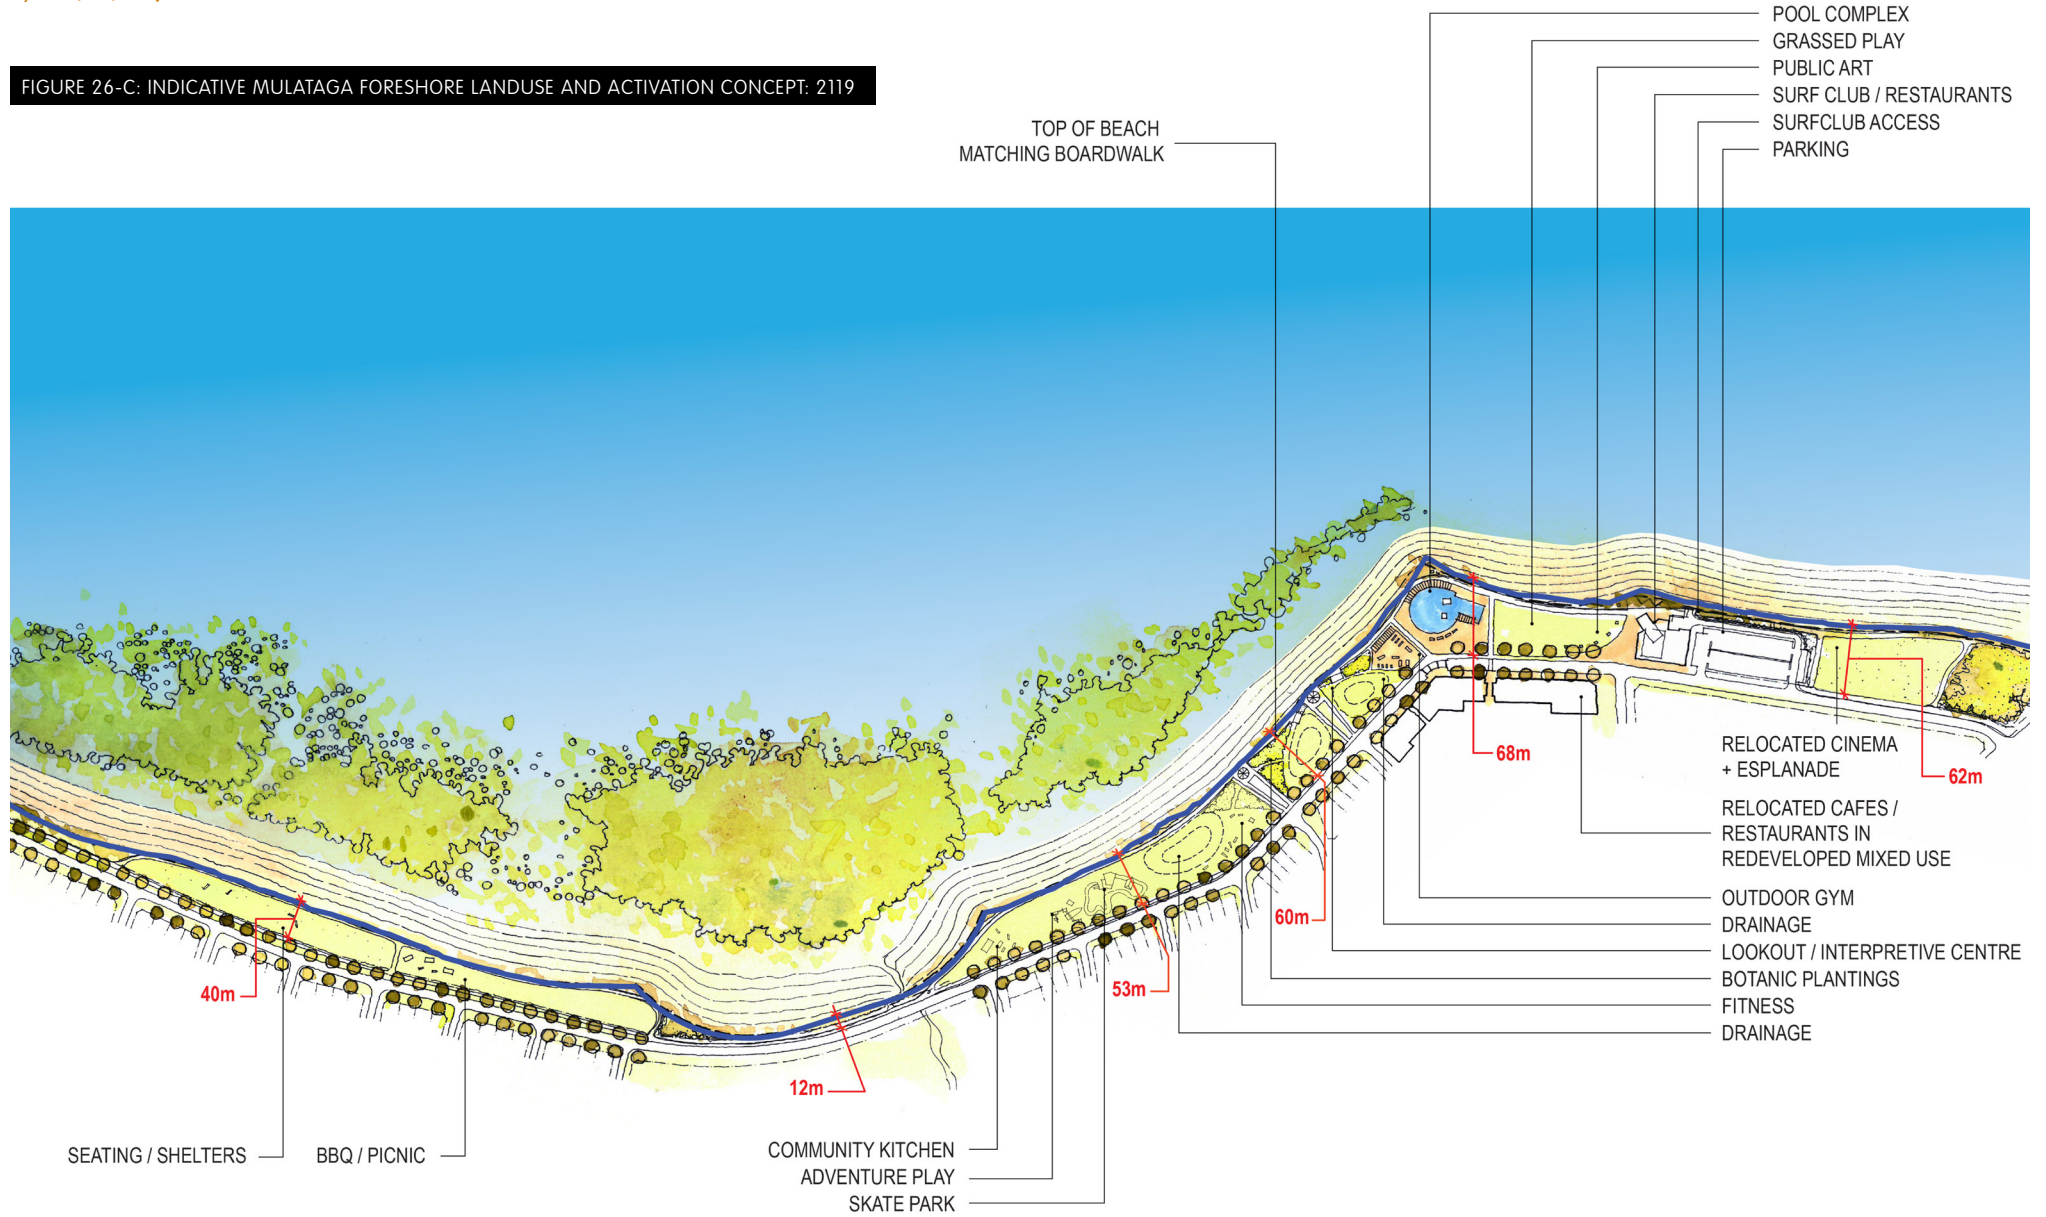 FIGURE 26-C: INDICATIVE MULATAGA FORESHORE LANDUSE AND ACTIVATION CONCEPT: 2119
POOL COMPLEX
GRASSED PLAY
PUBLIC ART
SURF CLUB / RESTAURANTS
SURFCLUB ACCESS
PARKING
TOP OF BEACH
MATCHING BOARDWALK
68m
62m
RELOCATED CINEMA
+ ESPLANADE
RELOCATED CAFES /
RESTAURANTS IN
REDEVELOPED MIXED USE
OUTDOOR GYM
DRAINAGE
LOOKOUT / INTERPRETIVE CENTRE
BOTANIC PLANTINGS
FITNESS
DRAINAGE
60m
53m
40m
12m
SEATING / SHELTERS
BBQ / PICNIC
COMMUNITY KITCHEN
ADVENTURE PLAY
SKATE PARK